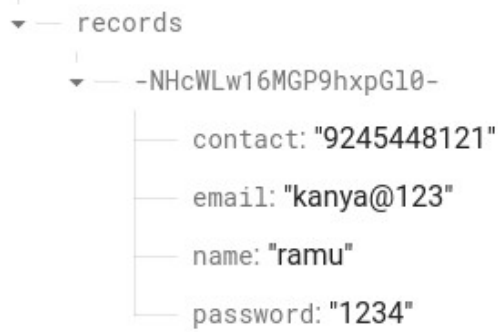 records
-NHcWLw16MGP9hxpGl0-
contact: "9245448121"
email: "kanya@123"
name: "ramu"
password: "1234"